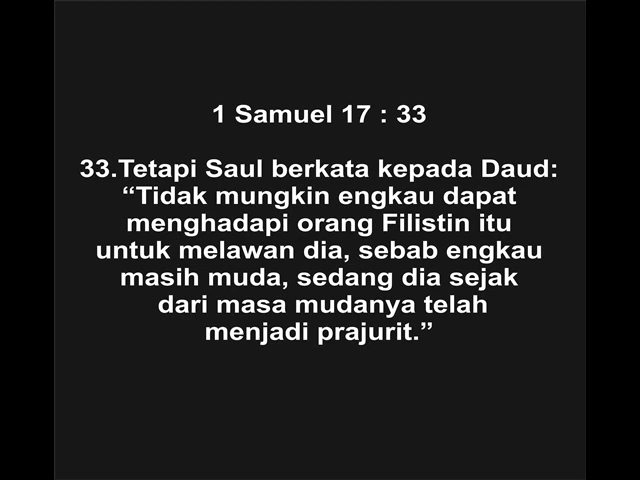 1 Samuel 17 : 33
33.Tetapi Saul berkata kepada Daud:
“Tidak mungkin engkau dapat
menghadapi orang Filistin itu
untuk melawan dia, sebab engkau
masih muda, sedang dia sejak
dari masa mudanya telah
menjadi prajurit.”